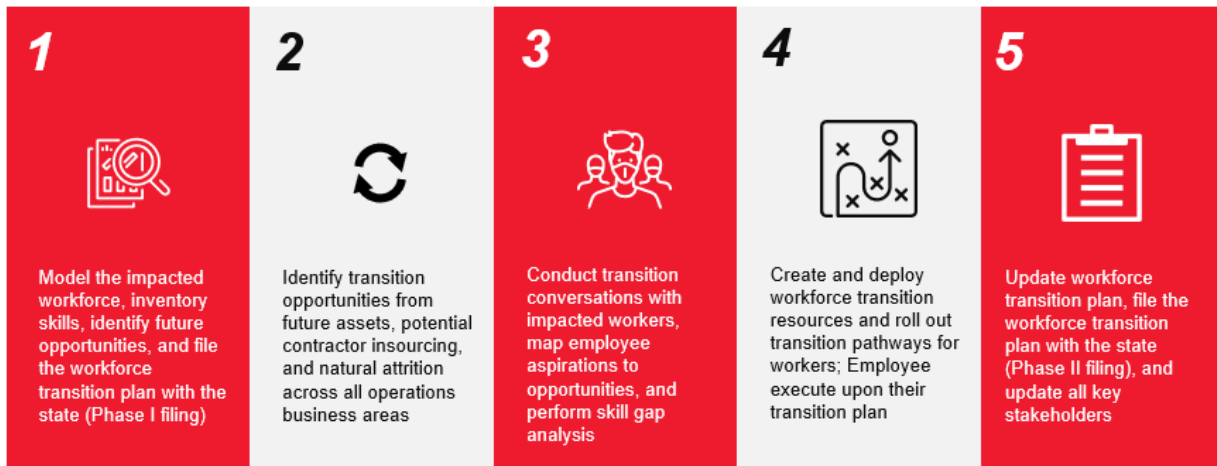 1
Model the impacted
workforce, inventory
skills, identify future
opportunities, and file
the workforce
transition plan with the
state (Phase I filing)
2
Identify transition
opportunities from
future assets, potential
contractor insourcing,
and natural attrition
across all operations
business areas
3
Conduct transition
conversations with
impacted workers,
map employee
aspirations to
opportunities, and
perform skill gap
analysis
4
Create and deploy
workforce transition
resources and roll out
transition pathways for
workers; Employee
execute upon their
transition plan
5
Update workforce
transition plan, file the
workforce transition
plan with the state
(Phase II filing), and
update all key
stakeholders